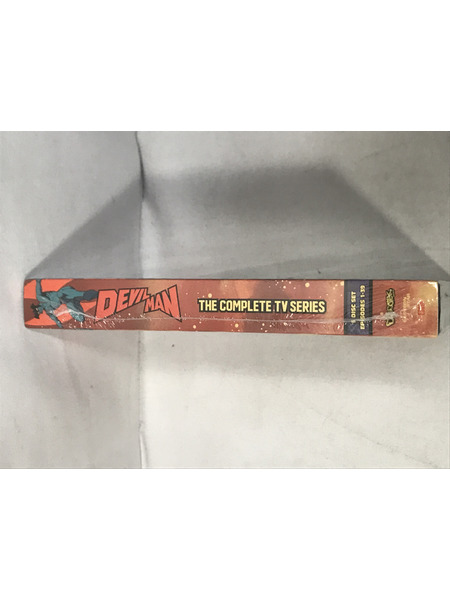 DEVILMAN
THE COMPLETE TV SERIES
DISC SET
EPISODES 1-39